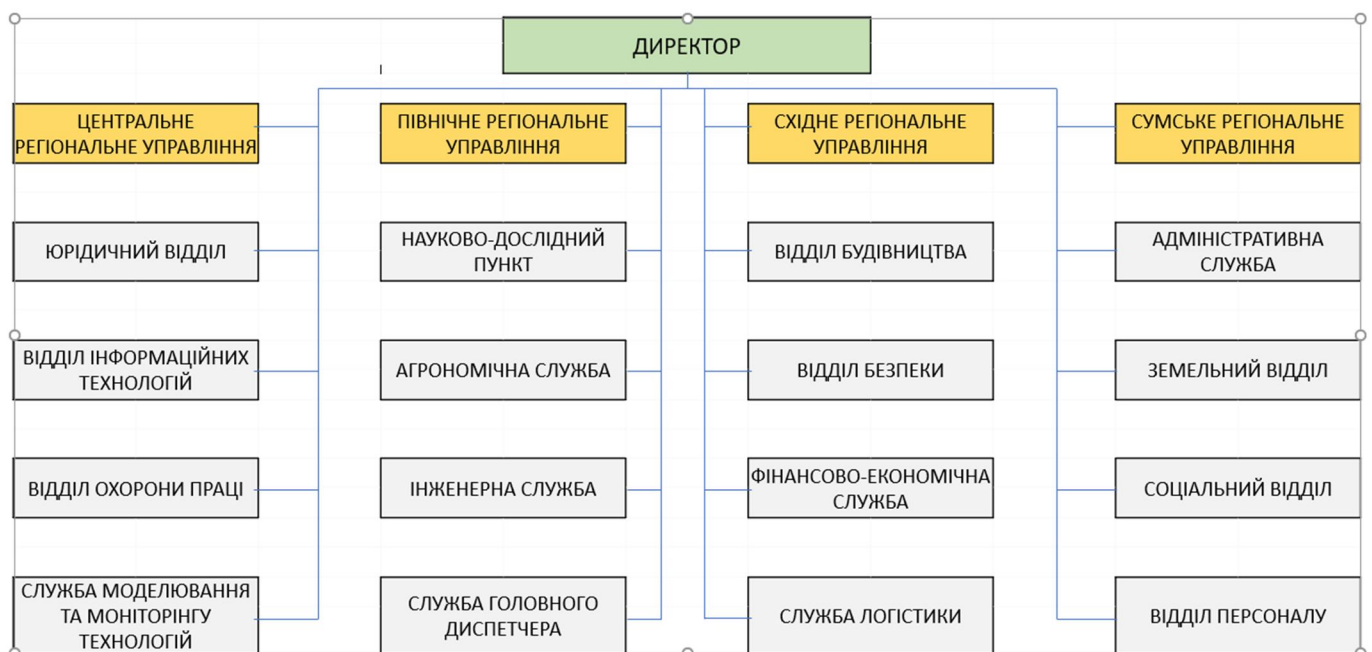 ДИРЕКТОР
ЦЕНТРАЛЬНЕ
РЕГІОНАЛЬНЕ УПРАВЛІННЯ
ПІВНІЧНЕ РЕГІОНАЛЬНЕ
УПРАВЛІННЯ
СХІДНЕ РЕГІОНАЛЬНЕ
УПРАВЛІННЯ
СУМСЬКЕ РЕГІОНАЛЬНЕ
УПРАВЛІННЯ
ЮРІДИЧНИЙ ВІДДІЛ
НАУКОВО-ДОСЛІДНИЙ
ПУНКТ
ВІДДІЛ БУДІВНИЦТВА
АДМІНІСТРАТИВНА
СЛУЖБА
ВІДДІЛ ІНФОРМАЦІЙНИХ
ТЕХНОЛОГІЙ
АГРОНОМІЧНА СЛУЖБА
ВІДДІЛ БЕЗПЕКИ
ЗЕМЕЛЬНИЙ ВІДДІЛ
ВІДДІЛ ОХОРОНИ ПРАЦІ
ІНЖЕНЕРНА СЛУЖБА
ФІНАНСОВО-ЕКОНОМІЧНА
СЛУЖБА
СОЦІАЛЬНИЙ ВІДДІЛ
СЛУЖБА МОДЕЛЮВАННЯ
ТА МОНІТОРІНГУ
ТЕХНОЛОГІЙ
СЛУЖБА ГОЛОВНОГО
ДИСПЕТЧЕРА
СЛУЖБА ЛОГІСТИКИ
ВІДДІЛ ПЕРСОНАЛУ